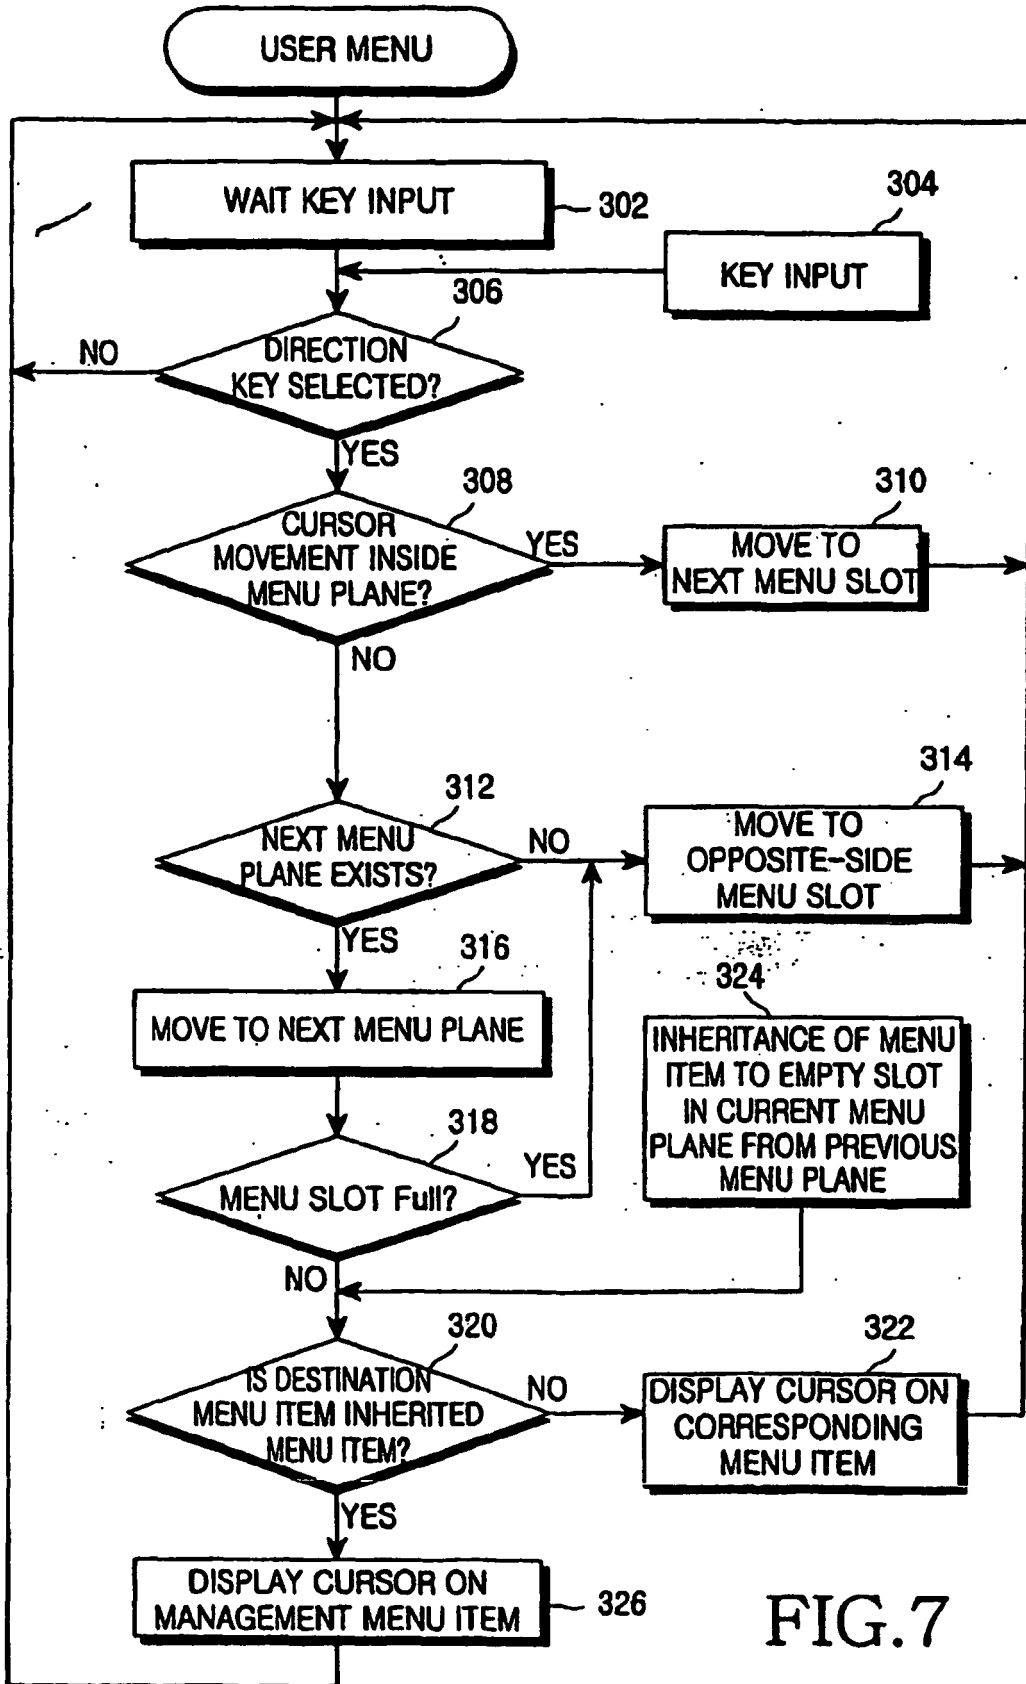 USER MENU
WAIT KEY INPUT
302
304
KEY INPUT
306
DIRECTION
KEY SELECTED?
NO
YES
308
CURSOR
MOVEMENT INSIDE
MENU PLANE?
YES
310
MOVE TO
NEXT MENU SLOT
NO
312
NEXT MENU
PLANE EXISTS?
NO
314
MOVE TO
OPPOSITE-SIDE
MENU SLOT
YES
316
MOVE TO NEXT MENU PLANE
324
INHERITANCE OF MENU
ITEM TO EMPTY SLOT
IN CURRENT MENU
PLANE FROM PREVIOUS
MENU PLANE
318
MENU SLOT Full?
YES
NO
320
IS DESTINATION
MENU ITEM INHERITED
MENU ITEM?
NO
322
DISPLAY CURSOR ON
CORRESPONDING
MENU ITEM
YES
DISPLAY CURSOR ON
MANAGEMENT MENU ITEM
326
FIG.7